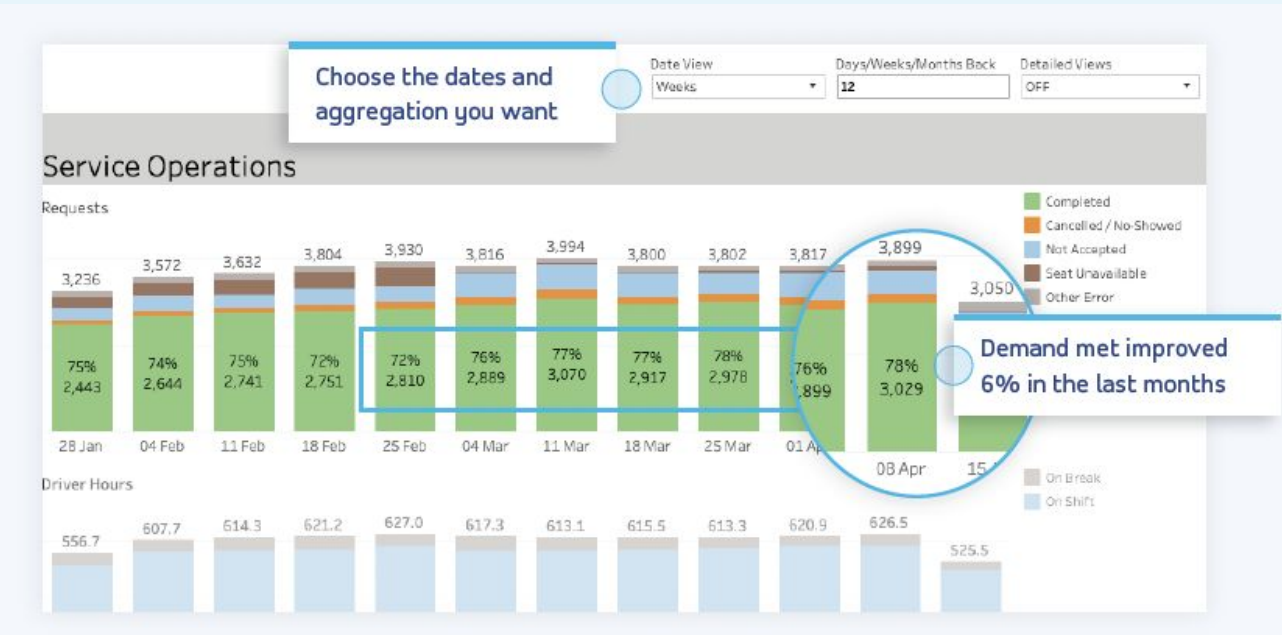 Choose the dates and
aggregation you want
Date View
Days/Weeks/Months Back
Detailed Views
Weeks
12
OFF
Service Operations
Requests
Completed
Cancelled / No-Showed
Not Accepted
Seat Unavailable
Other Error
3,236 3,572 3,632 3,804 3,930 3,816 3,994 3,800 3,802 3,817 3,899 3,050
75% 74% 75% 72% 72% 76% 77% 77% 78% 76% 78%
2,443 2,644 2,741 2,751 2,810 2,889 3,070 2,917 2,978 ,899 3,029
Demand met improved
6% in the last months
28 Jan 04 Feb 11 Feb 18 Feb 25 Feb 04 Mar 11 Mar 18 Mar 25 Mar 01 08 Apr 15
Driver Hours
On Break
On Shift
556.7 607.7 614.3 621.2 627.0 617.3 613.1 615.5 613.3 620.9 626.5 525.5